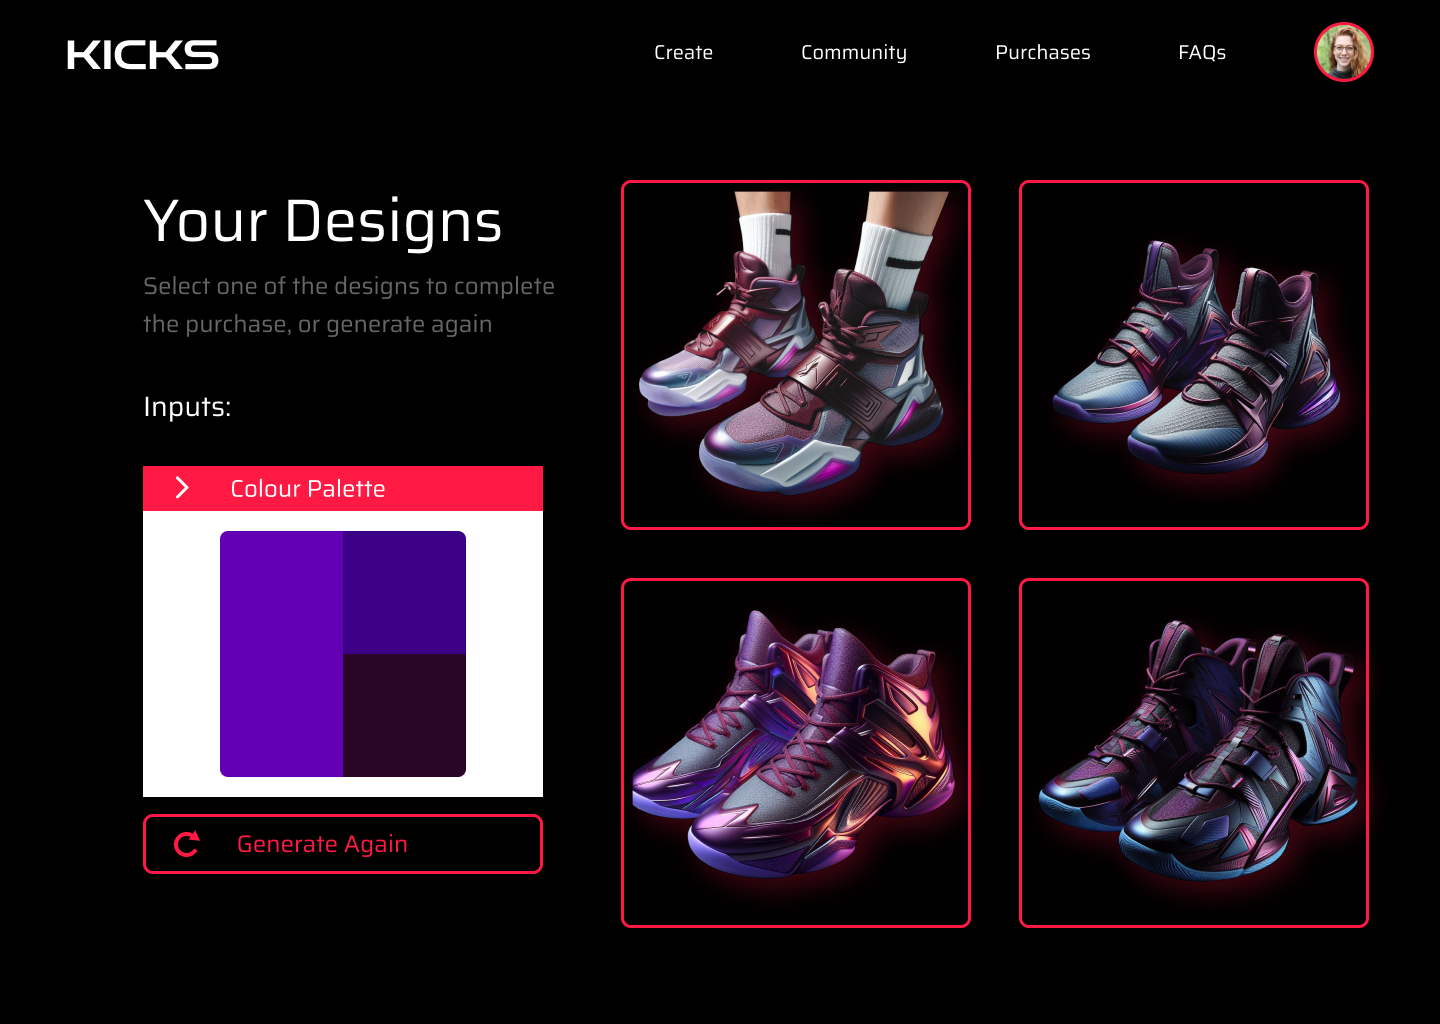 KICKS
Create
Community
Purchases
FAQs
Your Designs
Select one of the designs to complete
the purchase, or generate again
Inputs:
Colour Palette
Generate Again